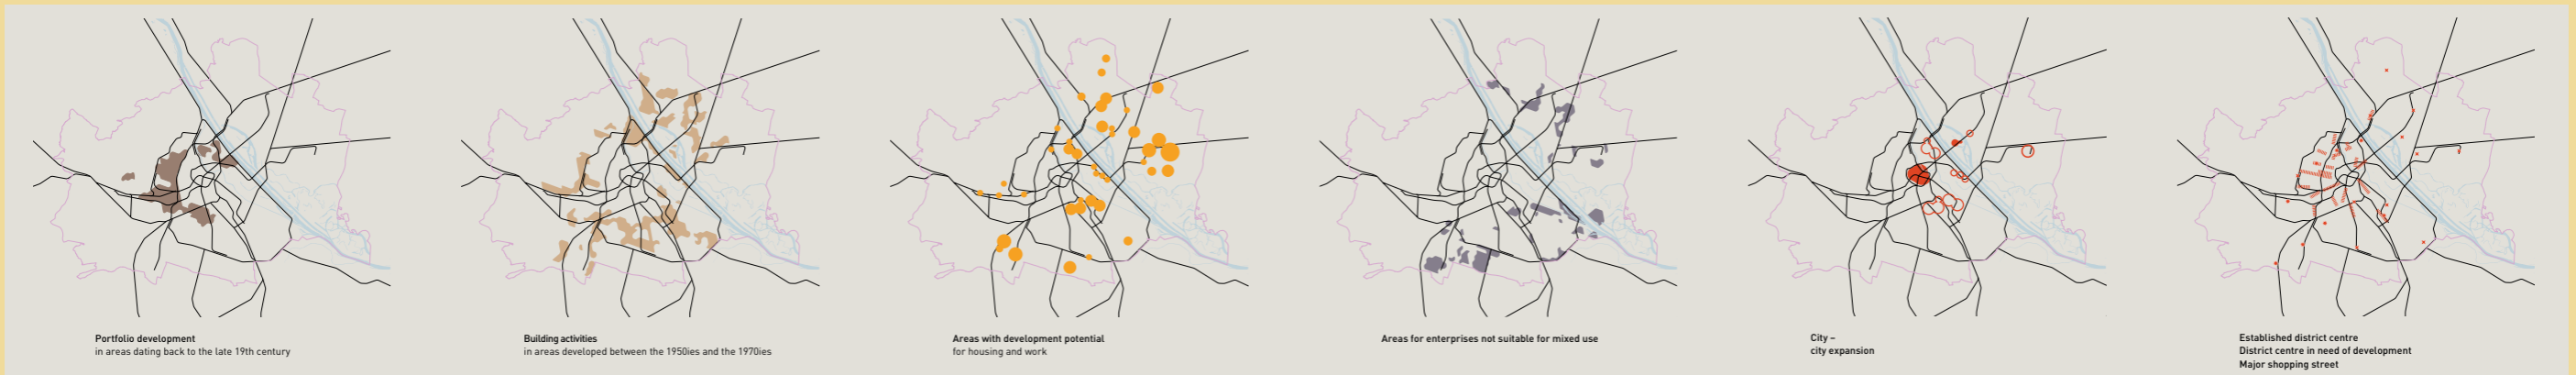 Portfolio development
in areas dating back to the late 19th century
Building activities
in areas developed between the 1950ies and the 1970ies
Areas with development potential
for housing and work
Areas for enterprises not suitable for mixed use
City –
city expansion
Established district centre
District centre in need of development
Major shopping street